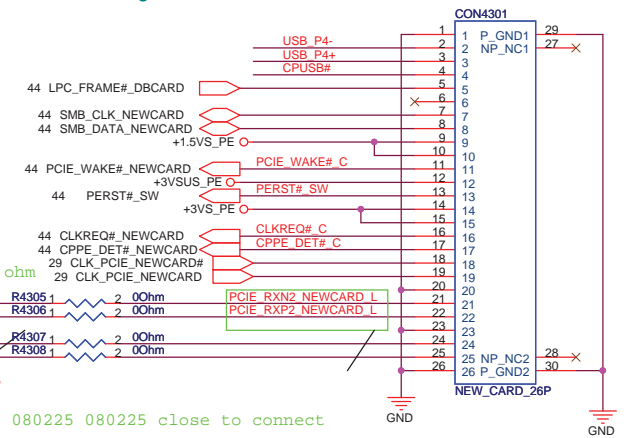 CON4301
1 1 P_GND1 29
USB_P4- 2 2 NP_NC1 27
USB_P4+ 3 3
CPUSB# 4 4
44 LPC_FRAME#_DBCARD 5 5
6 6
44 SMB_CLK_NEWCARD 7 7
44 SMB_DATA_NEWCARD 8 8
+1.5VS_PE 9 9
10 10
44 PCIE_WAKE#_NEWCARD PCIE_WAKE#_C 11 11
+3VSUS_PE 12 12
44 PERST#_SW PERST#_SW 13 13
+3VS_PE 14 14
15 15
44 CLKREQ#_NEWCARD CLKREQ#_C 16 16
44 CPPE_DET#_NEWCARD CPPE_DET#_C 17 17
29 CLK_PCIE_NEWCARD# 18 18
29 CLK_PCIE_NEWCARD 19 19
ohm
20 20
R4305 1 2 0Ohm PCIE_RXN2_NEWCARD_L 21 21
R4306 1 2 0Ohm PCIE_RXP2_NEWCARD_L 22 22
23 23
R4307 1 2 0Ohm 24 24
R4308 1 2 0Ohm 25 25 NP_NC2 28
26 26 P_GND2 30
NEW_CARD_26P
080225 080225 close to connect
GND
GND